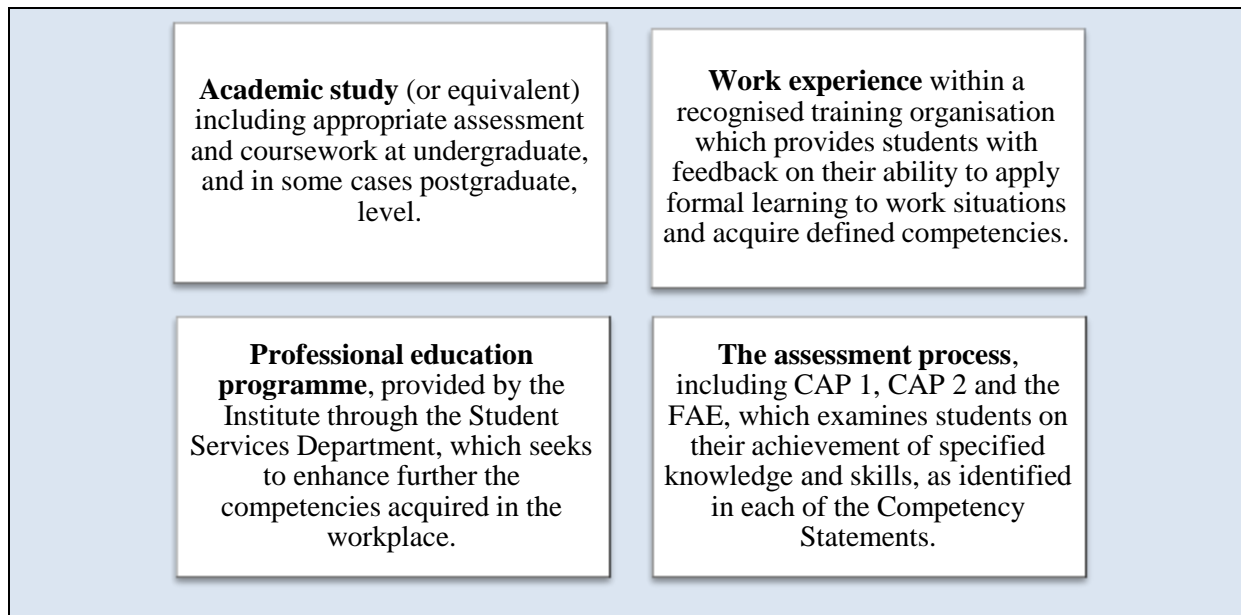 Academic study (or equivalent)
including appropriate assessment
and coursework at undergraduate,
and in some cases postgraduate,
level.
Work experience within a
recognised training organisation
which provides students with
feedback on their ability to apply
formal learning to work situations
and acquire defined competencies.
Professional education
programme, provided by the
Institute through the Student
Services Department, which seeks
to enhance further the
competencies acquired in the
workplace.
The assessment process,
including CAP 1, CAP 2 and the
FAE, which examines students on
their achievement of specified
knowledge and skills, as identified
in each of the Competency
Statements.